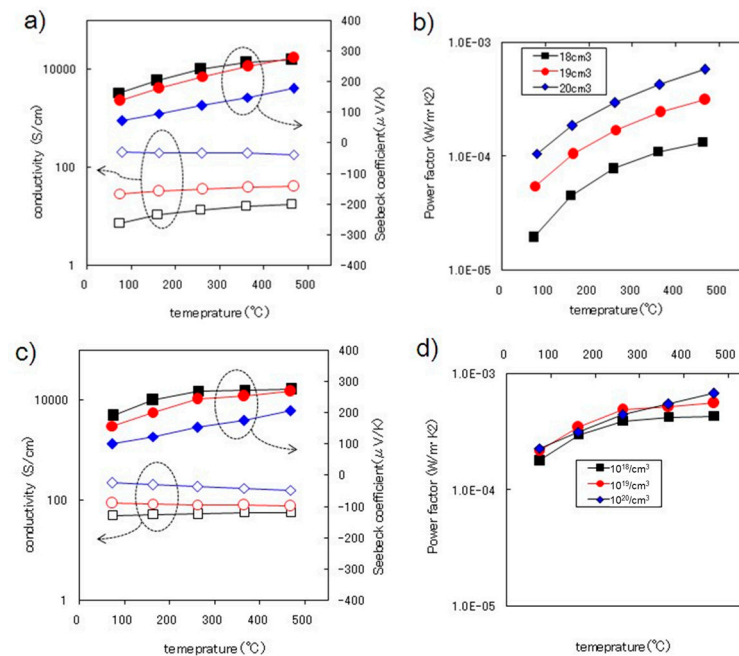 a)
400
300
200
100
0
-100
-200
-300
-400
10000
100
1
conductivity (S/cm)
Seebeck coefficient(μV/K)
0 100 200 300 400 500
temeprature(°C)
b)
1.0E-03
1.0E-04
1.0E-05
Power factor (W/m・K2)
18cm3
19cm3
20cm3
0 100 200 300 400 500
temeprature(°C)
c)
400
300
200
100
0
-100
-200
-300
-400
10000
100
1
conductivity (S/cm)
Seebeck coefficient(μV/K)
0 100 200 300 400 500
temeprature(°C)
d)
0 100 200 300 400 500
1.0E-03
1.0E-04
1.0E-05
Power factor (W/m・K2)
10¹⁸/cm³
10¹⁹/cm³
10²⁰/cm³
temeprature(°C)